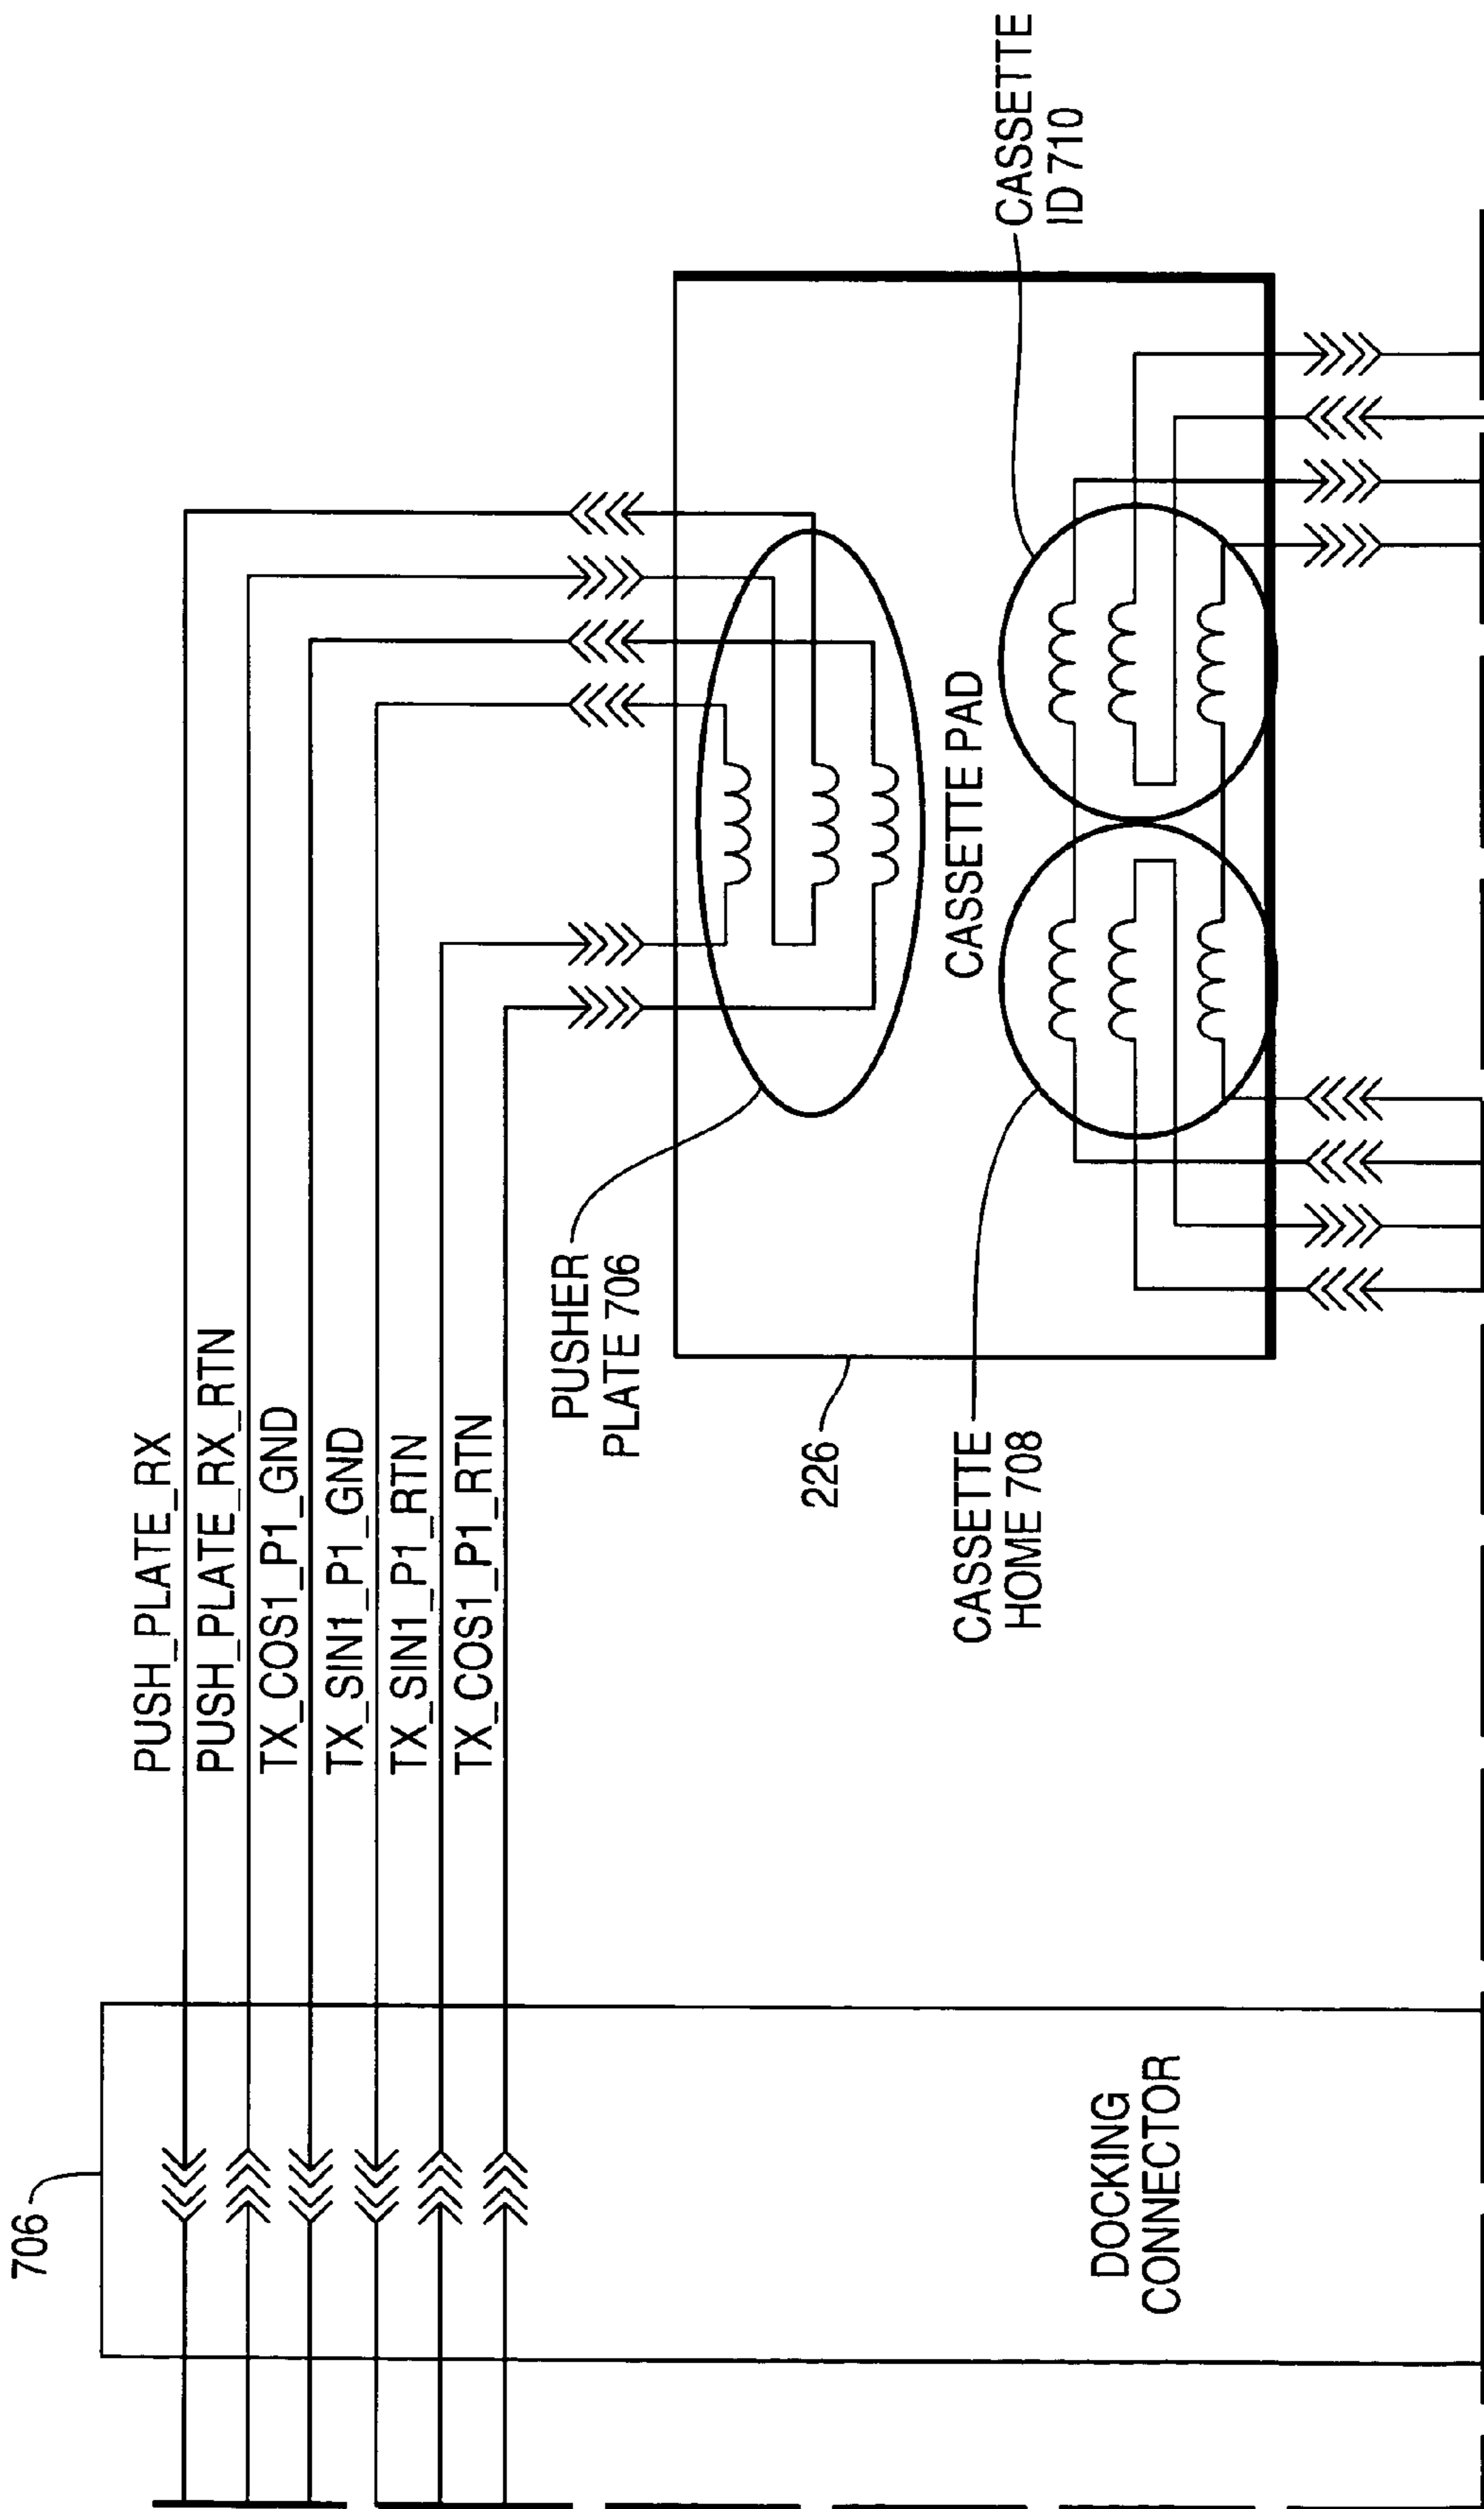 706
PUSH_PLATE_RX
PUSH_PLATE_RX_RTN
TX_COS1_P1_GND
TX_SIN1_P1_GND
TX_SIN1_P1_RTN
TX_COS1_P1_RTN
PUSHER
PLATE 706
226
CASSETTE
HOME 708
CASSETTE PAD
CASSETTE
ID 710
DOCKING
CONNECTOR